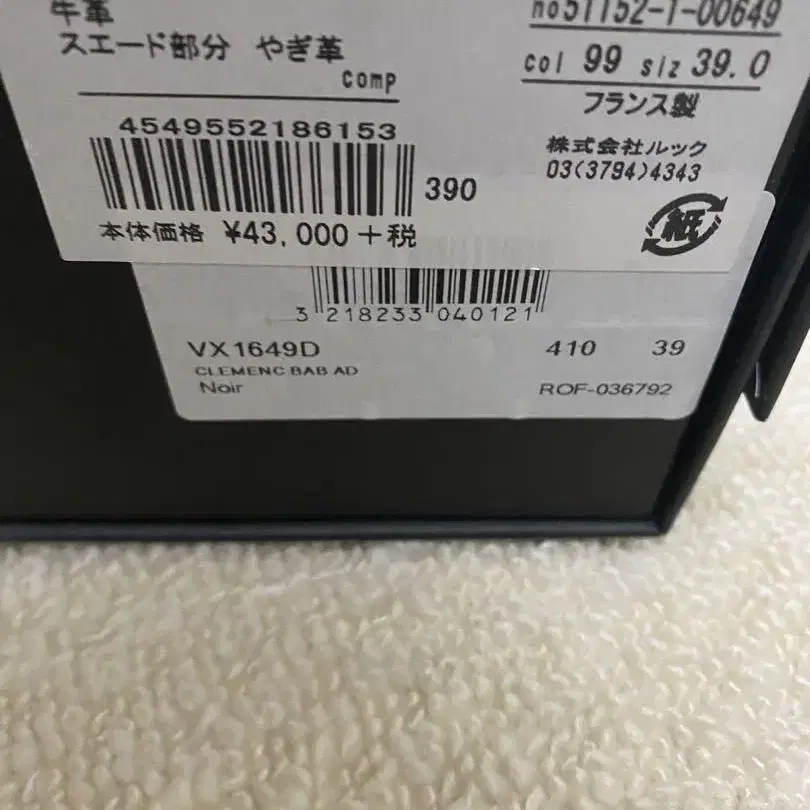 牛革
スエード部分 やぎ革
comp
no51152-1-00649
col 99 siz 39.0
フランス製
株式会社ルック
03(3794)4343
4549552186153
390
本体価格 ¥43,000+税
紙
3 218233 040121
VX1649D 410 39
CLEMENC BAB AD
Noir ROF-036792